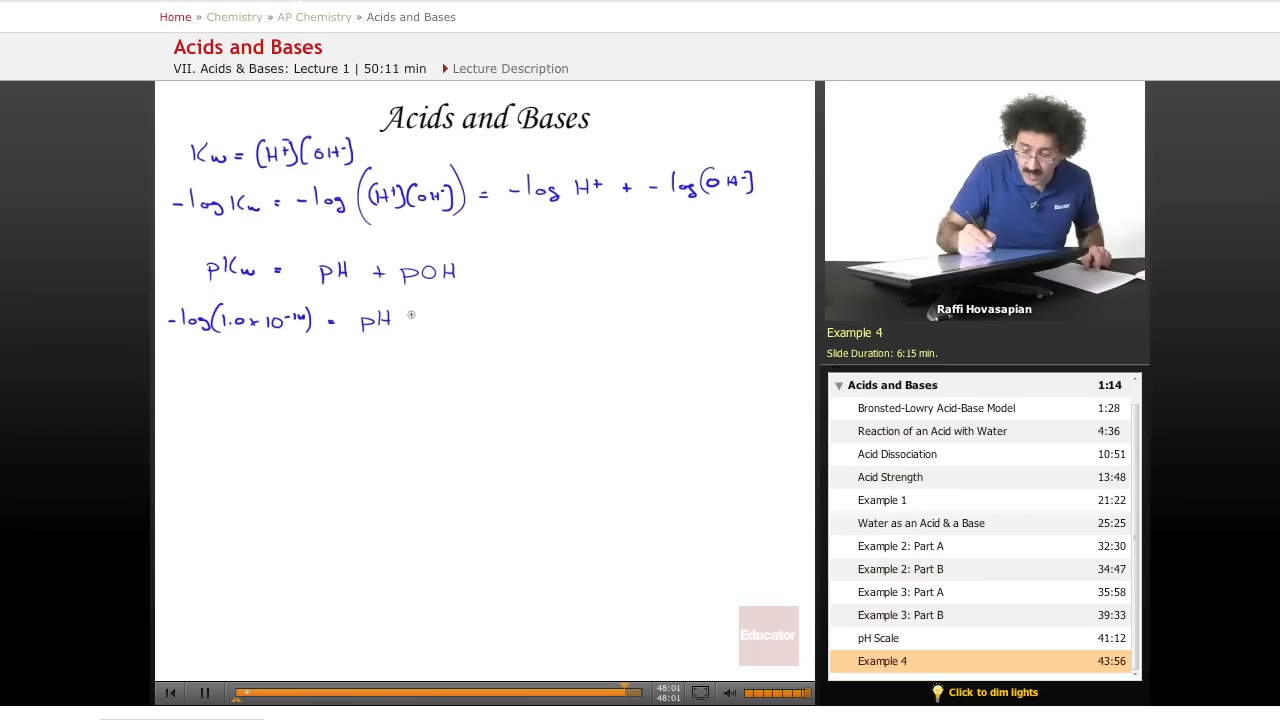 Home » Chemistry » AP Chemistry » Acids and Bases
Acids and Bases
VII. Acids & Bases: Lecture 1 | 50:11 min Lecture Description
Acids and Bases
Kw = [H+][OH-]
-log Kw = -log ([H+][OH-]) = -log H+ + -log[OH-]
pKw = pH + pOH
-log(1.0 x 10^-14) = pH
Educator
Educator
Raffi Hovasapian
Example 4
Slide Duration: 6:15 min.
Acids and Bases 1:14
Bronsted-Lowry Acid-Base Model 1:28
Reaction of an Acid with Water 4:36
Acid Dissociation 10:51
Acid Strength 13:48
Example 1 21:22
Water as an Acid & a Base 25:25
Example 2: Part A 32:30
Example 2: Part B 34:47
Example 3: Part A 35:58
Example 3: Part B 39:33
pH Scale 41:12
Example 4 43:56
48:01
48:01
Click to dim lights